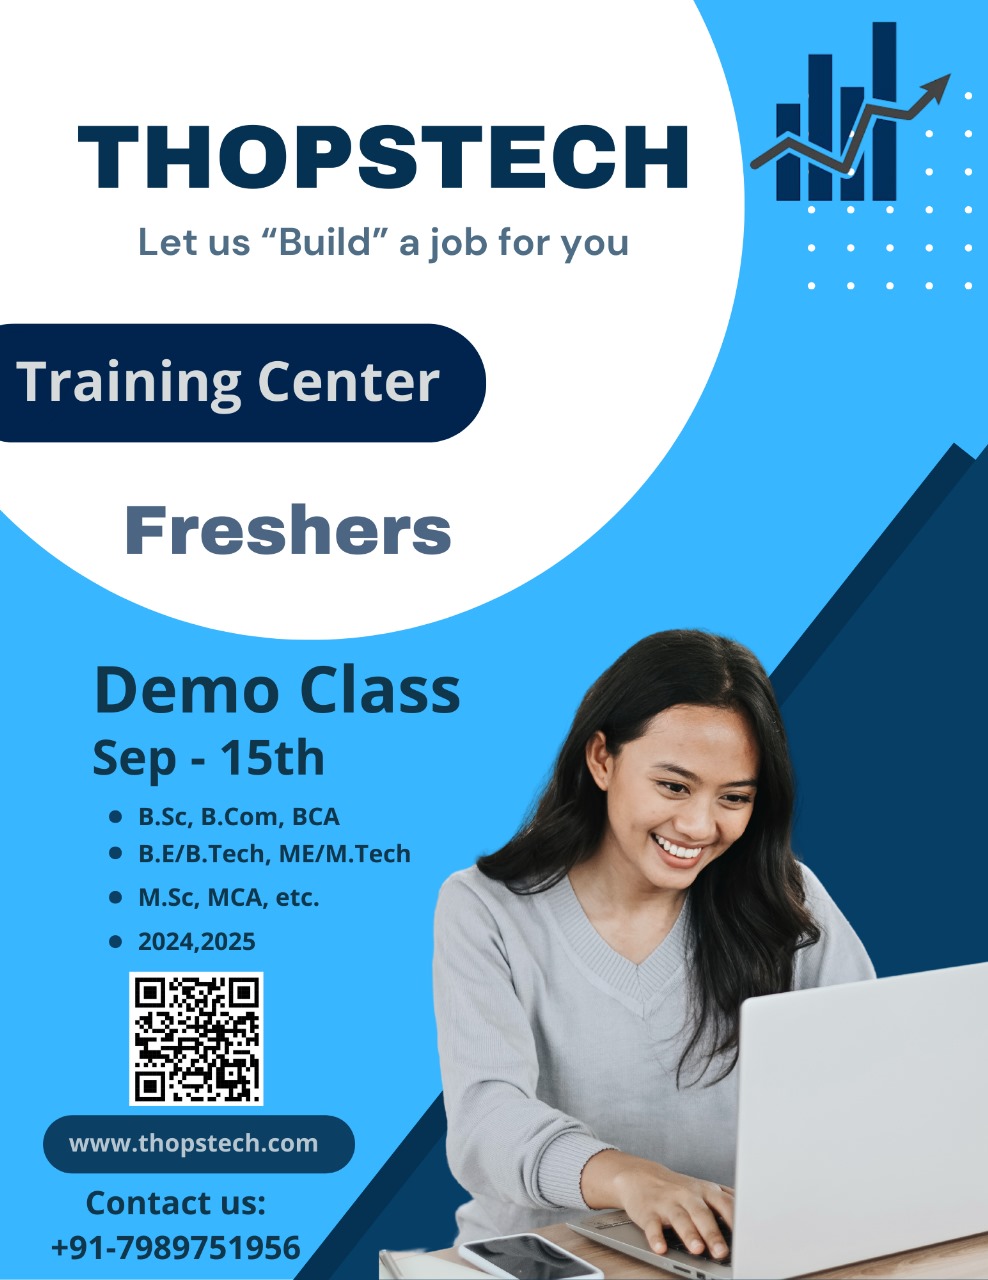 THOPSTECH
Let us “Build” a job for you
Training Center
Freshers
Demo Class
Sep - 15th
B.Sc, B.Com, BCA
B.E/B.Tech, ME/M.Tech
M.Sc, MCA, etc.
2024,2025
www.thopstech.com
Contact us:
+91-7989751956